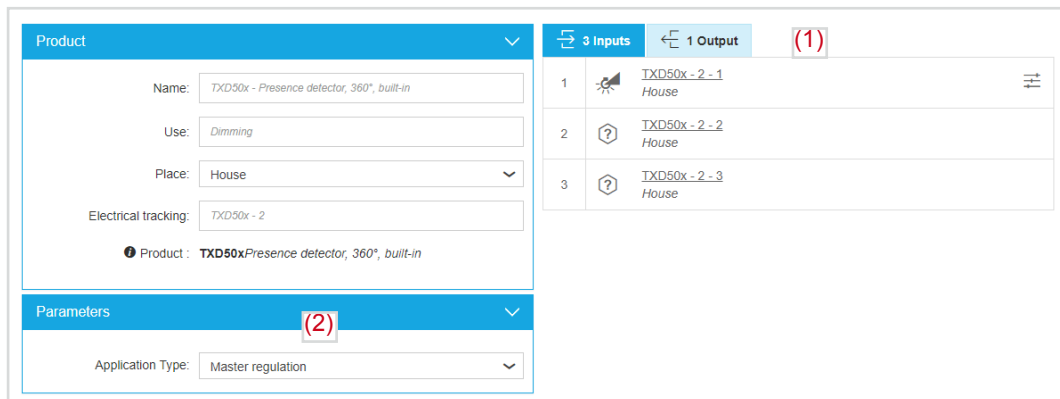 Product
Name: TXD50x - Presence detector, 360°, built-in
Use: Dimming
Place: House
Electrical tracking: TXD50x - 2
i Product : TXD50xPresence detector, 360°, built-in
Parameters
(2)
Application Type: Master regulation
3 Inputs 1 Output (1)
1 TXD50x - 2 - 1
House
2 ? TXD50x - 2 - 2
House
3 ? TXD50x - 2 - 3
House